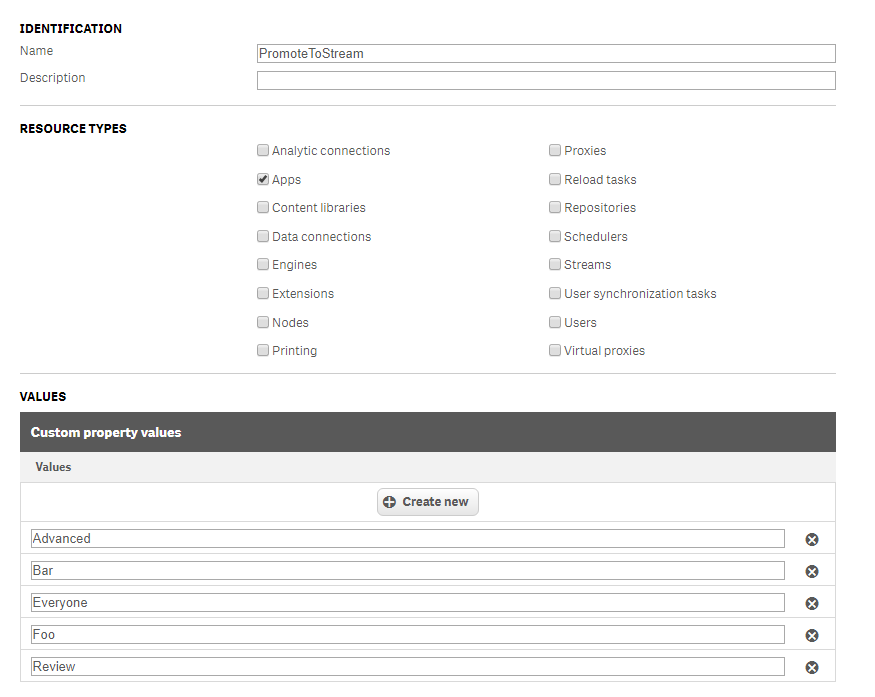 IDENTIFICATION
Name PromoteToStream
Description
RESOURCE TYPES
Analytic connections Proxies
Apps Reload tasks
Content libraries Repositories
Data connections Schedulers
Engines Streams
Extensions User synchronization tasks
Nodes Users
Printing Virtual proxies
VALUES
Custom property values
Values
Create new
Advanced
Bar
Everyone
Foo
Review